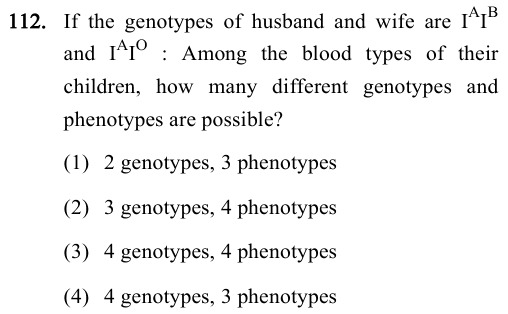 112. If the genotypes of husband and wife are IᴬIᴮ
and IᴬIᴼ : Among the blood types of their
children, how many different genotypes and
phenotypes are possible?
(1) 2 genotypes, 3 phenotypes
(2) 3 genotypes, 4 phenotypes
(3) 4 genotypes, 4 phenotypes
(4) 4 genotypes, 3 phenotypes